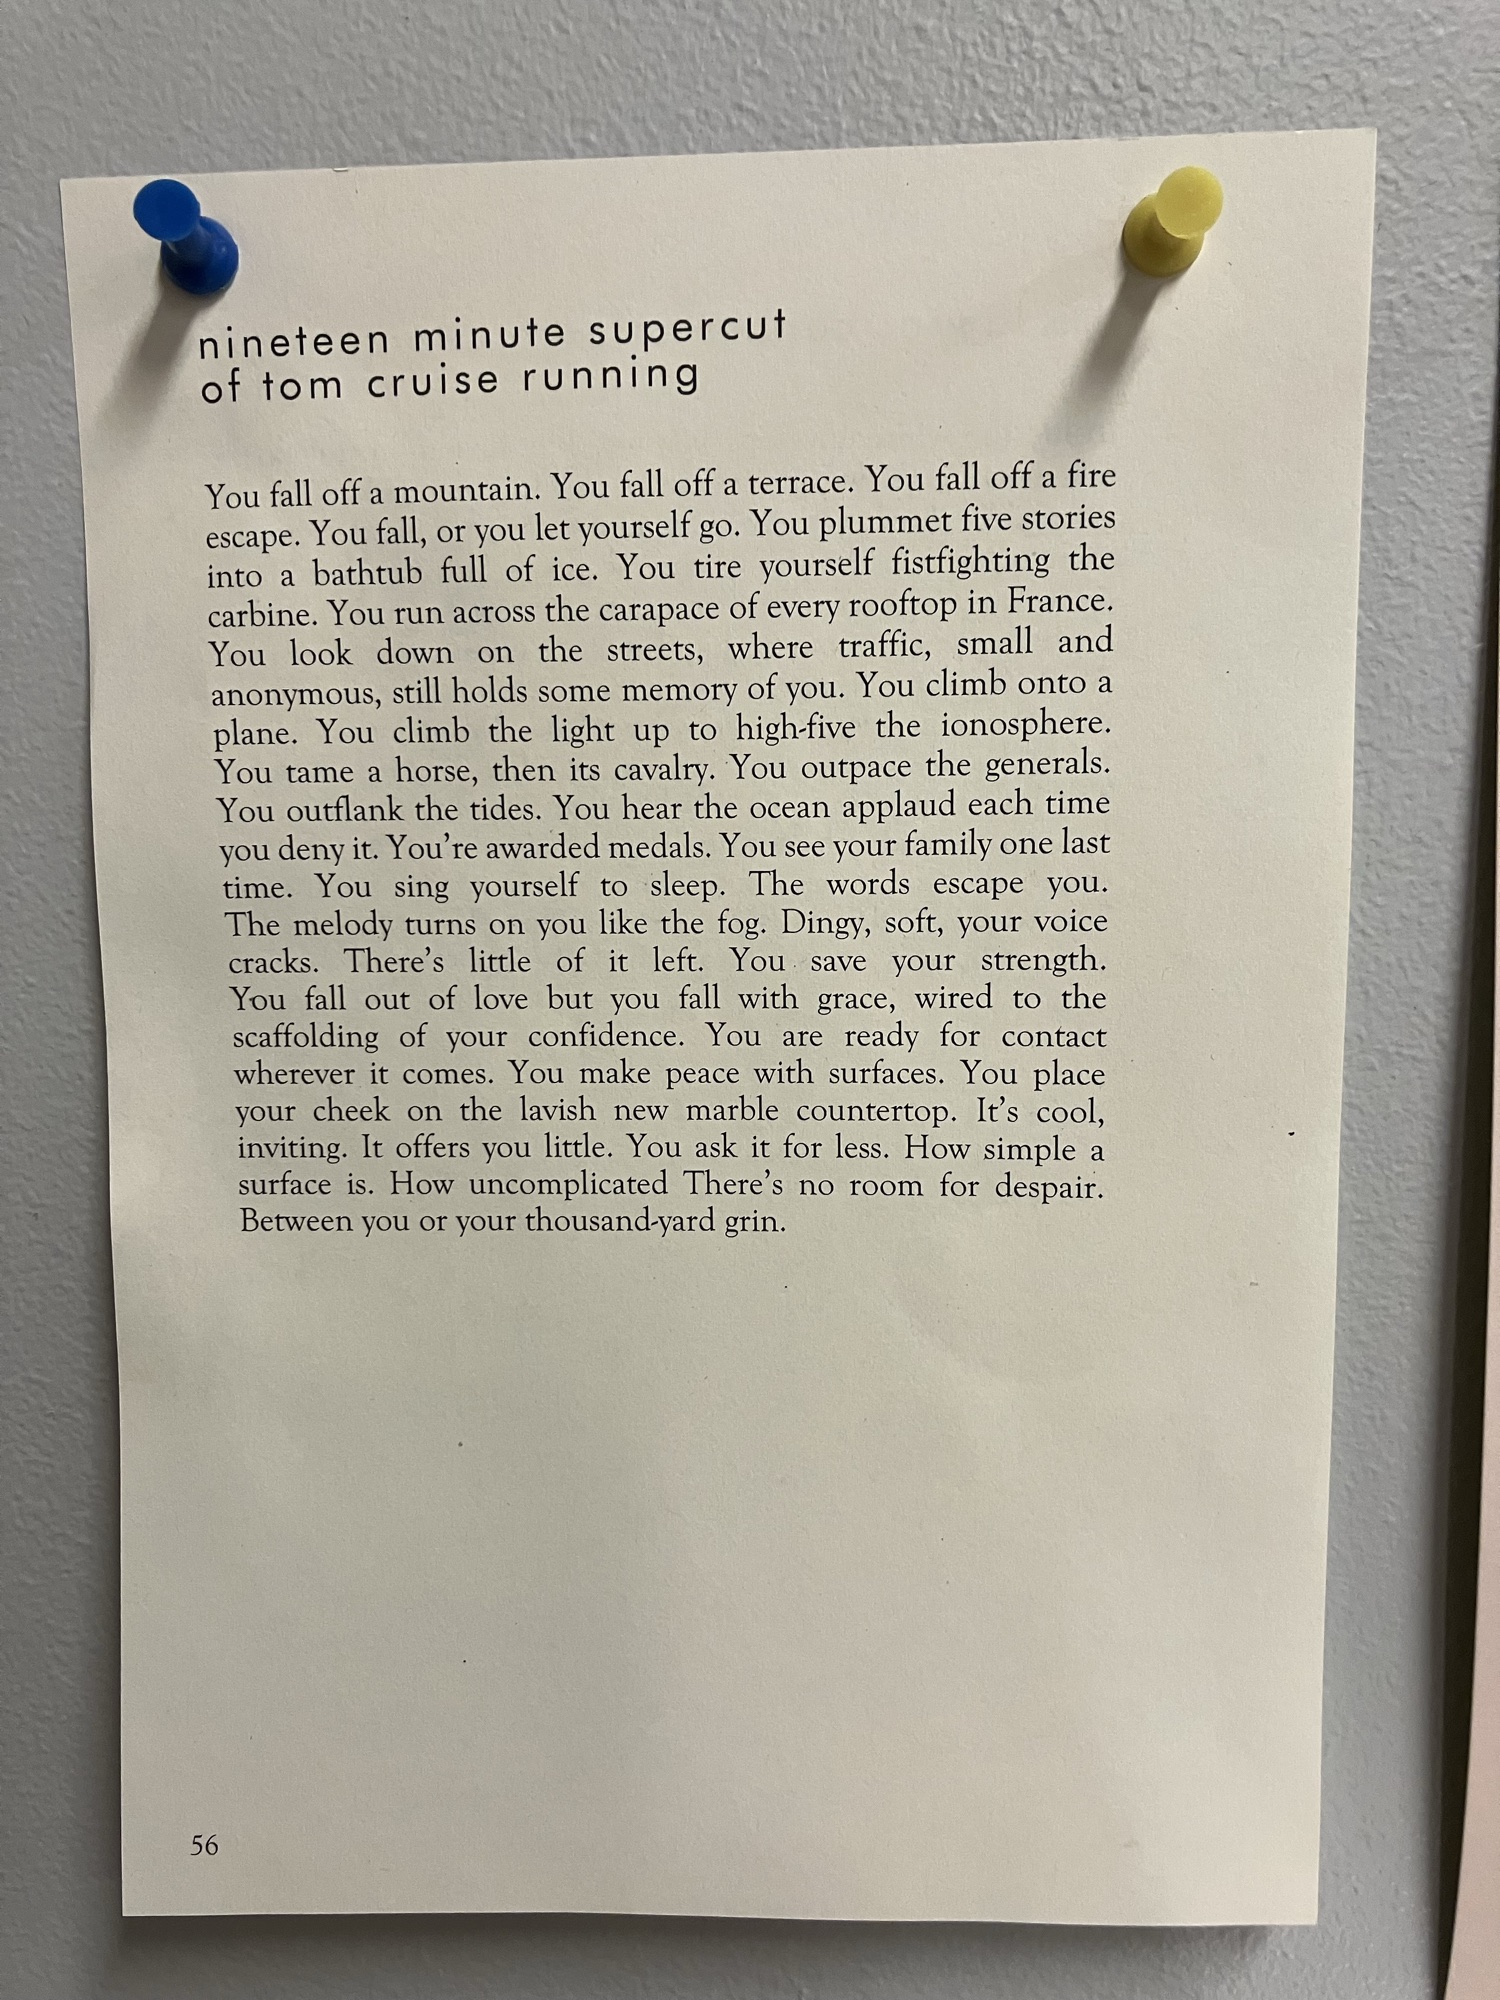 nineteen minute supercut
of tom cruise running
You fall off a mountain. You fall off a terrace. You fall off a fire
escape. You fall, or you let yourself go. You plummet five stories
into a bathtub full of ice. You tire yourself fistfighting the
carbine. You run across the carapace of every rooftop in France.
You look down on the streets, where traffic, small and
anonymous, still holds some memory of you. You climb onto a
plane. You climb the light up to high-five the ionosphere.
You tame a horse, then its cavalry. You outpace the generals.
You outflank the tides. You hear the ocean applaud each time
you deny it. You're awarded medals. You see your family one last
time. You sing yourself to sleep. The words escape you.
The melody turns on you like the fog. Dingy, soft, your voice
cracks. There's little of it left. You save your strength.
You fall out of love but you fall with grace, wired to the
scaffolding of your confidence. You are ready for contact
wherever it comes. You make peace with surfaces. You place
your cheek on the lavish new marble countertop. It's cool,
inviting. It offers you little. You ask it for less. How simple a
surface is. How uncomplicated There's no room for despair.
Between you or your thousand-yard grin.
56